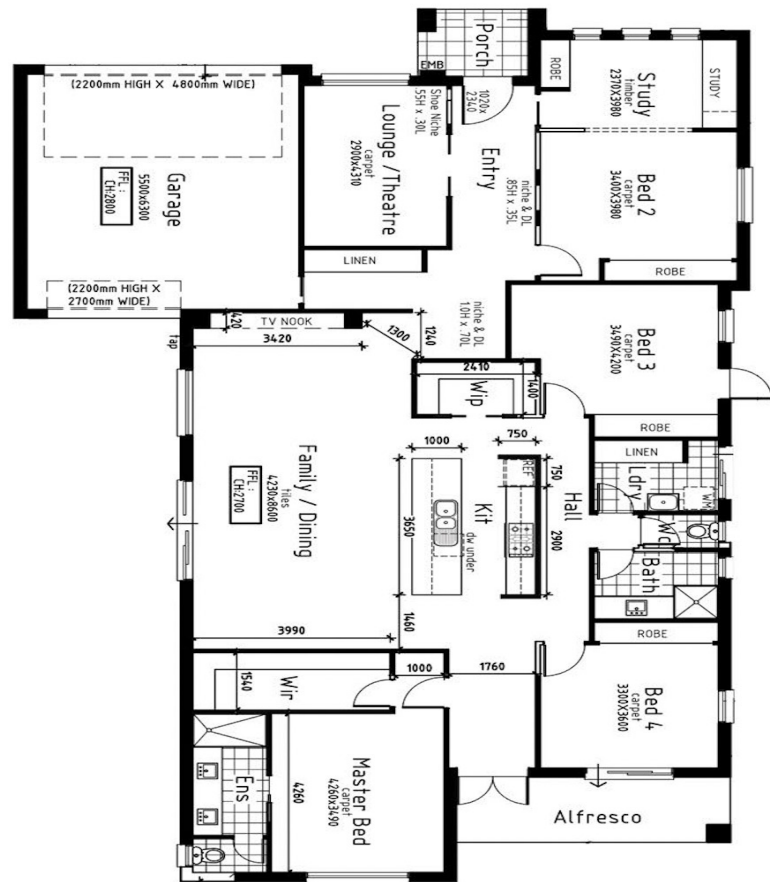 Porch
EMB
ROBE
Study
timber
2370X3980
STUDY
(2200mm HIGH X 4800mm WIDE)
Garage
5500x6300
FFL :
CH:2800
(2200mm HIGH X
2700mm WIDE)
Lounge /Theatre
carpet
2900x4310
Shoe Niche
.55H x .30L
1020x
2340
Entry
niche & DL
.85H x .35L
Bed 2
carpet
3400X3980
ROBE
LINEN
niche & DL
1.0H x .70L
Bed 3
carpet
3490X4200
ROBE
tap
420
TV NOOK
3420
1300
1240
2410
1400
Wip
1000
750
REF
750
Kit
dw under
3650
2900
Hall
LINEN
Ldry
WM
Wc
Bath
Family / Dining
tiles
4230x8600
FFL :
CH:2700
1460
3990
1540
Wir
1000
1760
ROBE
Bed 4
carpet
3300X3600
Ens
4260
Master Bed
carpet
4260x3490
Alfresco